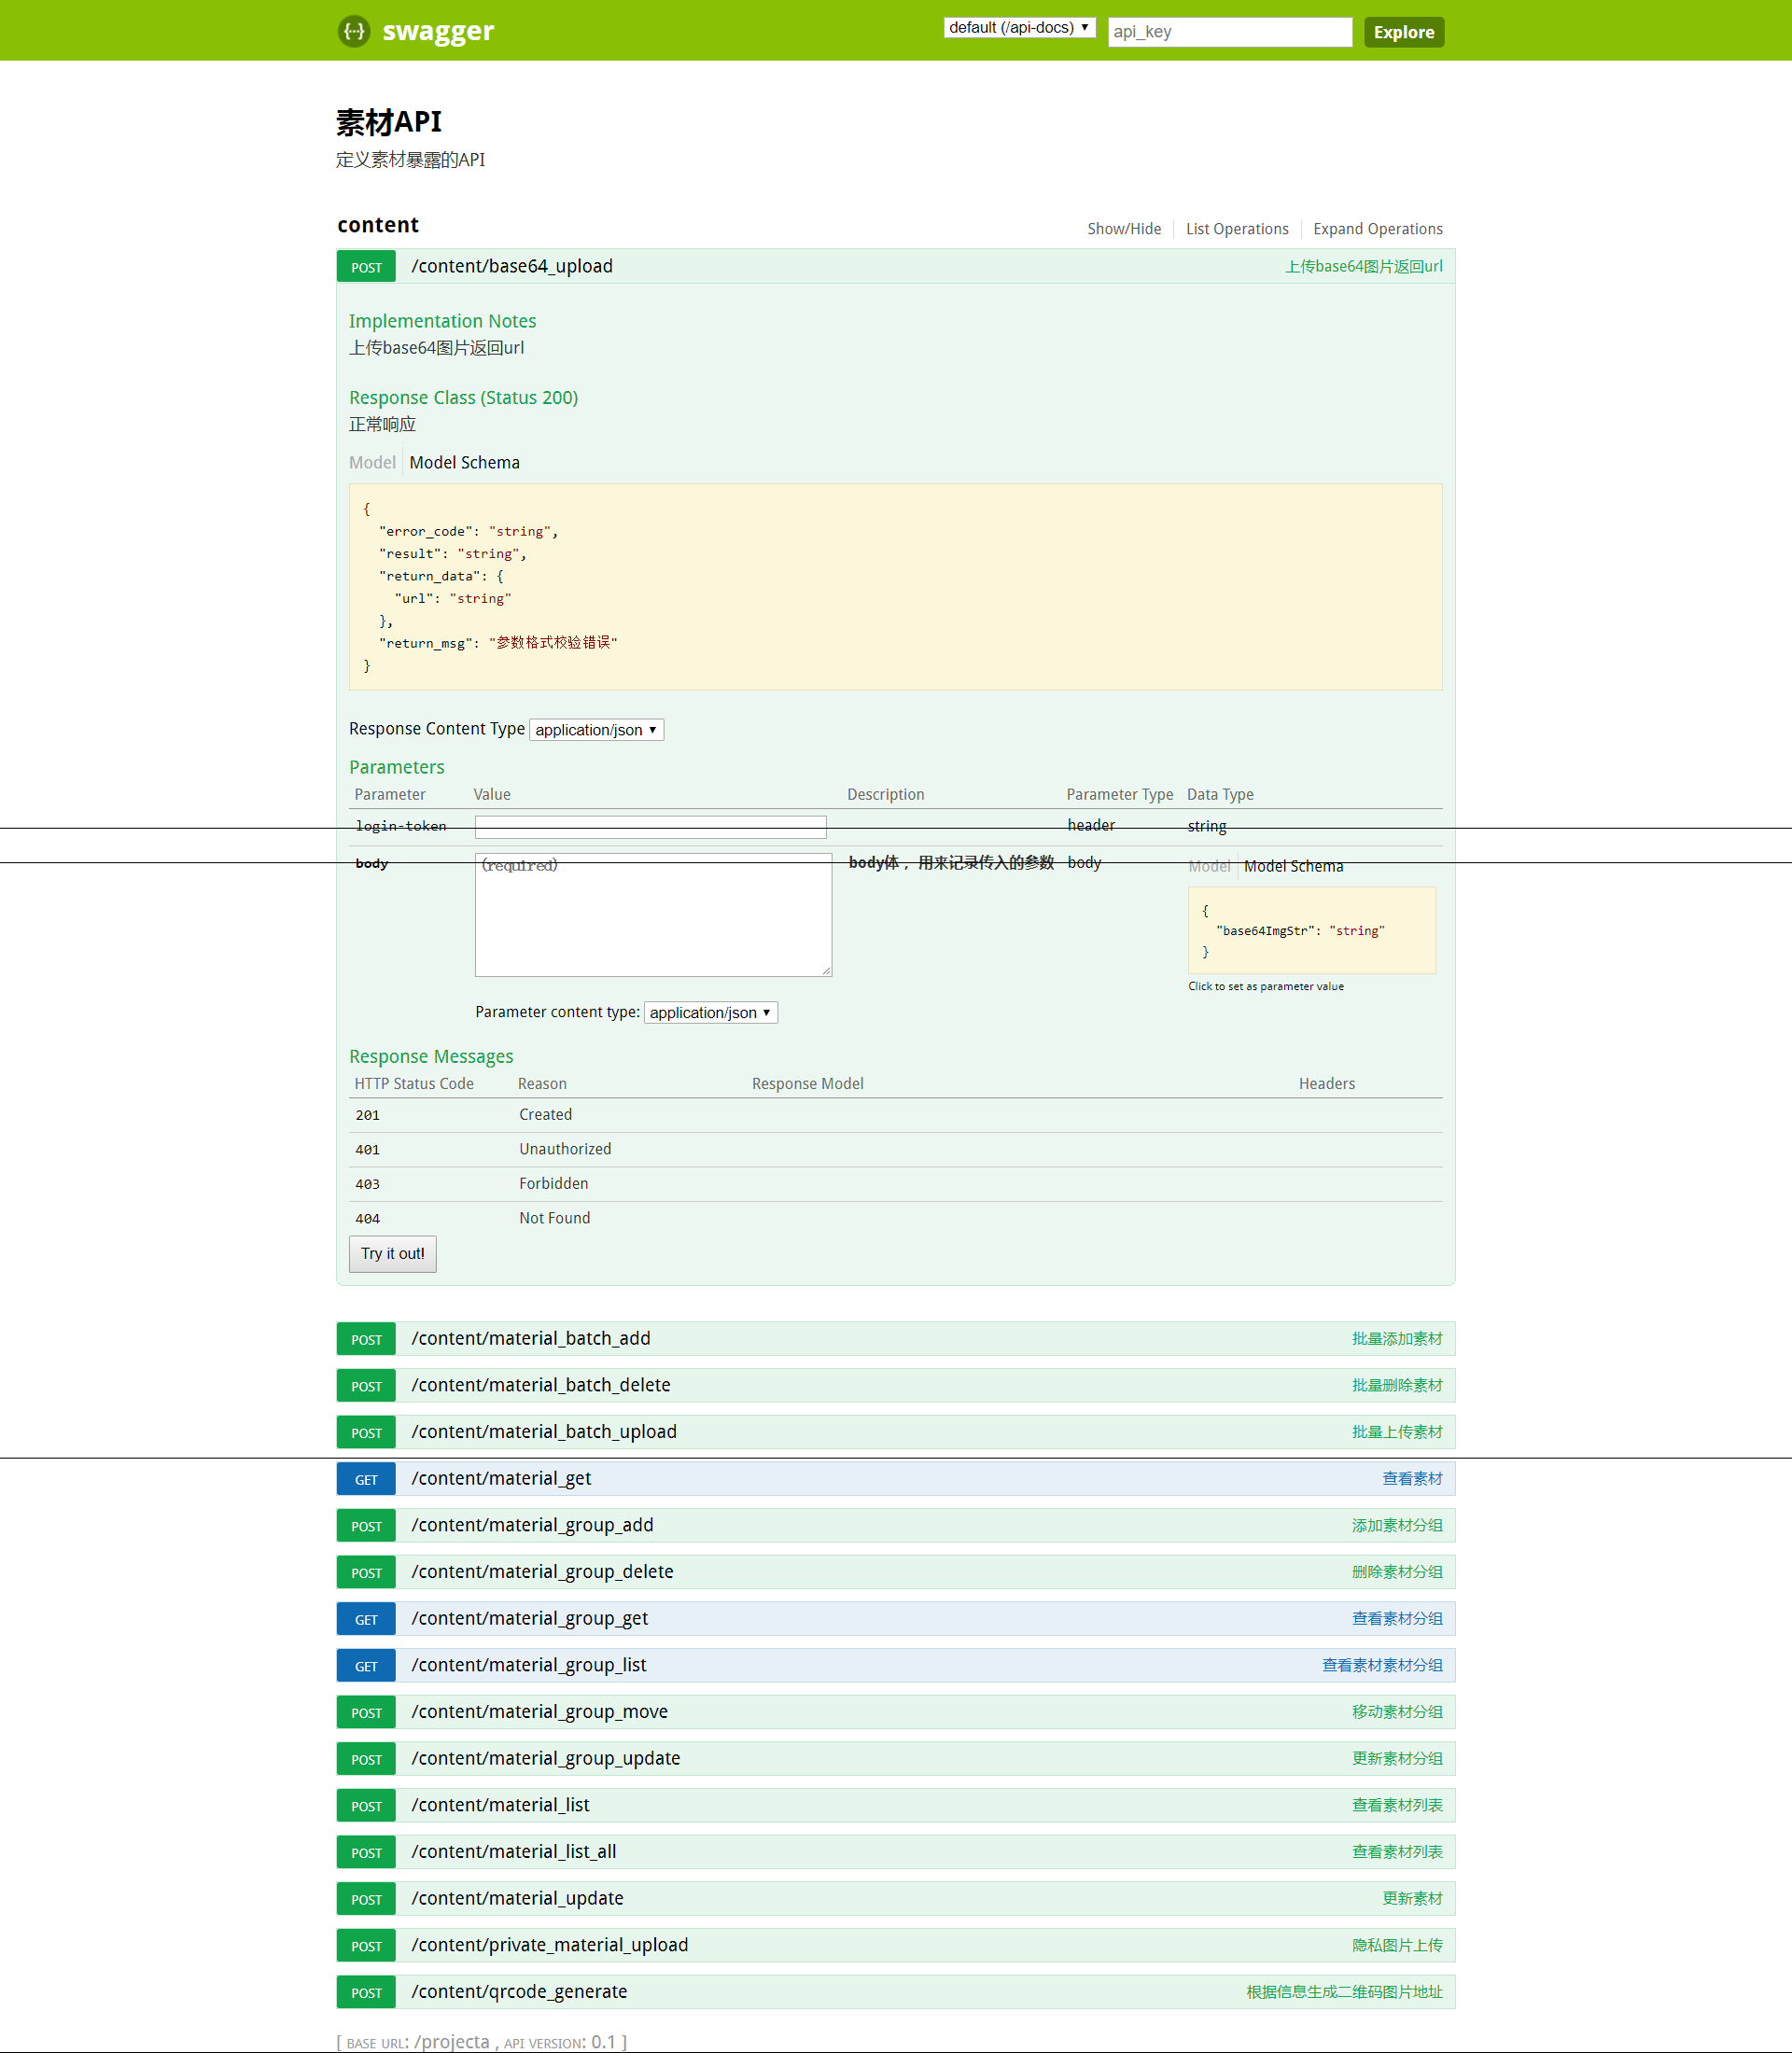 swagger
default (/api-docs)
api_key
Explore
素材API
定义素材暴露的API
content
Show/Hide
List Operations
Expand Operations
POST /content/base64_upload 上传base64图片返回url
Implementation Notes
上传base64图片返回url
Response Class (Status 200)
正常响应
Model Model Schema
{
"error_code": "string",
"result": "string",
"return_data": {
"url": "string"
},
"return_msg": "参数格式校验错误"
}
Response Content Type application/json
Parameters
Parameter Value Description Parameter Type Data Type
login-token header string
body (required) body体，用来记录传入的参数 body Model Model Schema
{
"base64ImgStr": "string"
}
Click to set as parameter value
Parameter content type: application/json
Response Messages
HTTP Status Code Reason Response Model Headers
201 Created
401 Unauthorized
403 Forbidden
404 Not Found
Try it out!
POST /content/material_batch_add 批量添加素材
POST /content/material_batch_delete 批量删除素材
POST /content/material_batch_upload 批量上传素材
GET /content/material_get 查看素材
POST /content/material_group_add 添加素材分组
POST /content/material_group_delete 删除素材分组
GET /content/material_group_get 查看素材分组
GET /content/material_group_list 查看素材素材分组
POST /content/material_group_move 移动素材分组
POST /content/material_group_update 更新素材分组
POST /content/material_list 查看素材列表
POST /content/material_list_all 查看素材列表
POST /content/material_update 更新素材
POST /content/private_material_upload 隐私图片上传
POST /content/qrcode_generate 根据信息生成二维码图片地址
[ BASE URL: /projecta , API VERSION: 0.1 ]